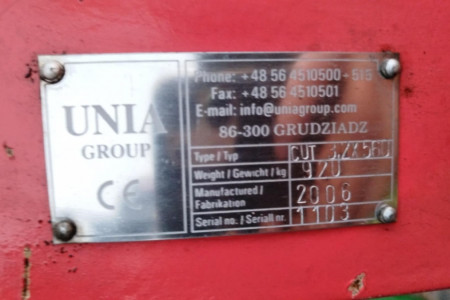 UNIA
GROUP
CE
Phone: +48 56 4510500 - 515
Fax: +48 56 4510501
E-mail: info@uniagroup.com
86-300 GRUDZIADZ
Type / Typ CUT
Weight / Gewicht / kg 920
Manufactured / Fabrikation 2006
Serial no. / Seriall nr. 1103